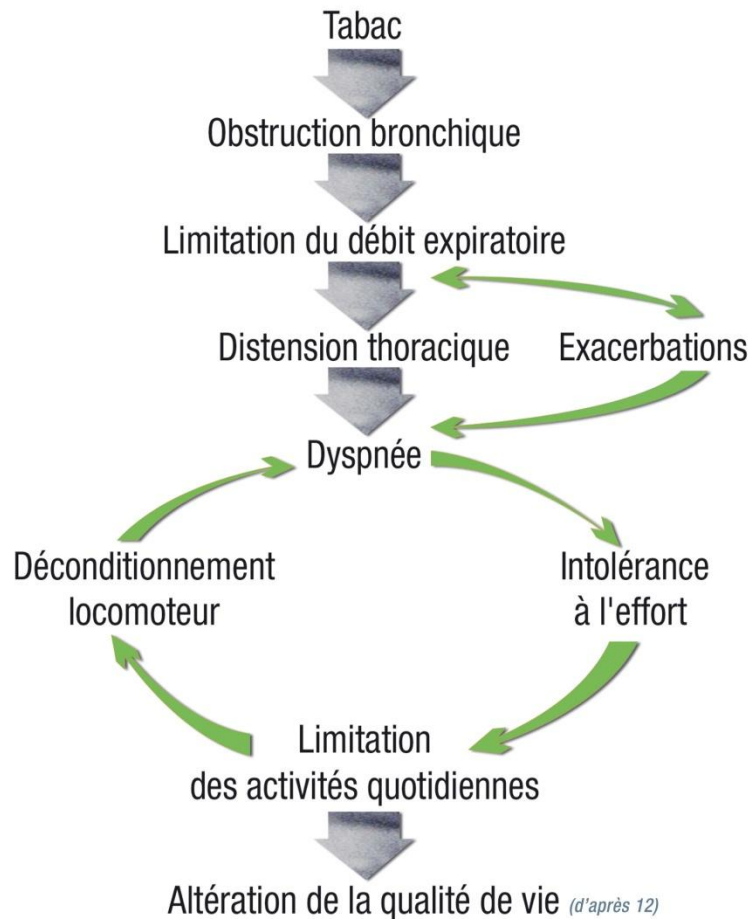 Tabac
Obstruction bronchique
Limitation du débit expiratoire
Distension thoracique
Exacerbations
Dyspnée
Déconditionnement
locomoteur
Intolérance
à l'effort
Limitation
des activités quotidiennes
Altération de la qualité de vie (d'après 12)